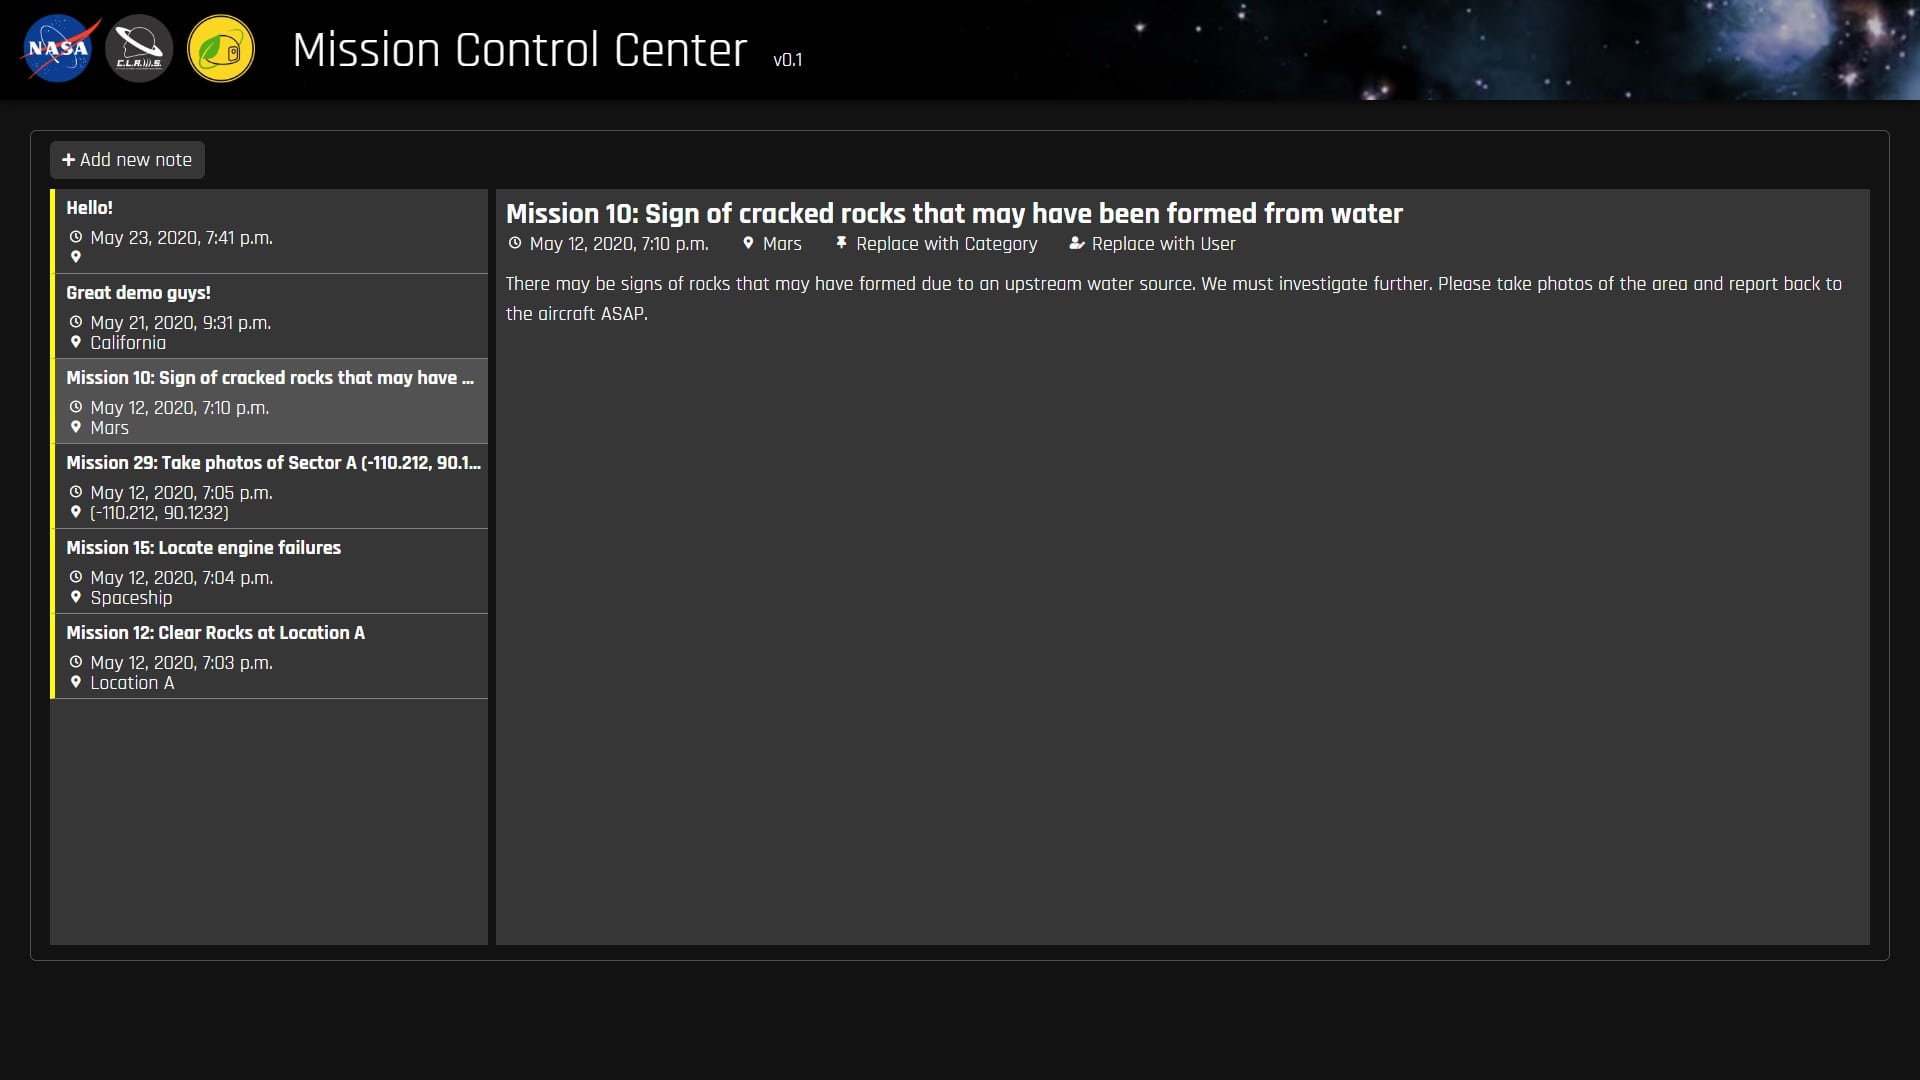 NASA
C.L.A.W.S.
Mission Control Center v0.1
+ Add new note
Hello!
May 23, 2020, 7:41 p.m.
Great demo guys!
May 21, 2020, 9:31 p.m.
California
Mission 10: Sign of cracked rocks that may have ...
May 12, 2020, 7:10 p.m.
Mars
Mission 29: Take photos of Sector A (-110.212, 90.1...
May 12, 2020, 7:05 p.m.
(-110.212, 90.1232)
Mission 15: Locate engine failures
May 12, 2020, 7:04 p.m.
Spaceship
Mission 12: Clear Rocks at Location A
May 12, 2020, 7:03 p.m.
Location A
Mission 10: Sign of cracked rocks that may have been formed from water
May 12, 2020, 7:10 p.m. Mars Replace with Category Replace with User
There may be signs of rocks that may have formed due to an upstream water source. We must investigate further. Please take photos of the area and report back to
the aircraft ASAP.